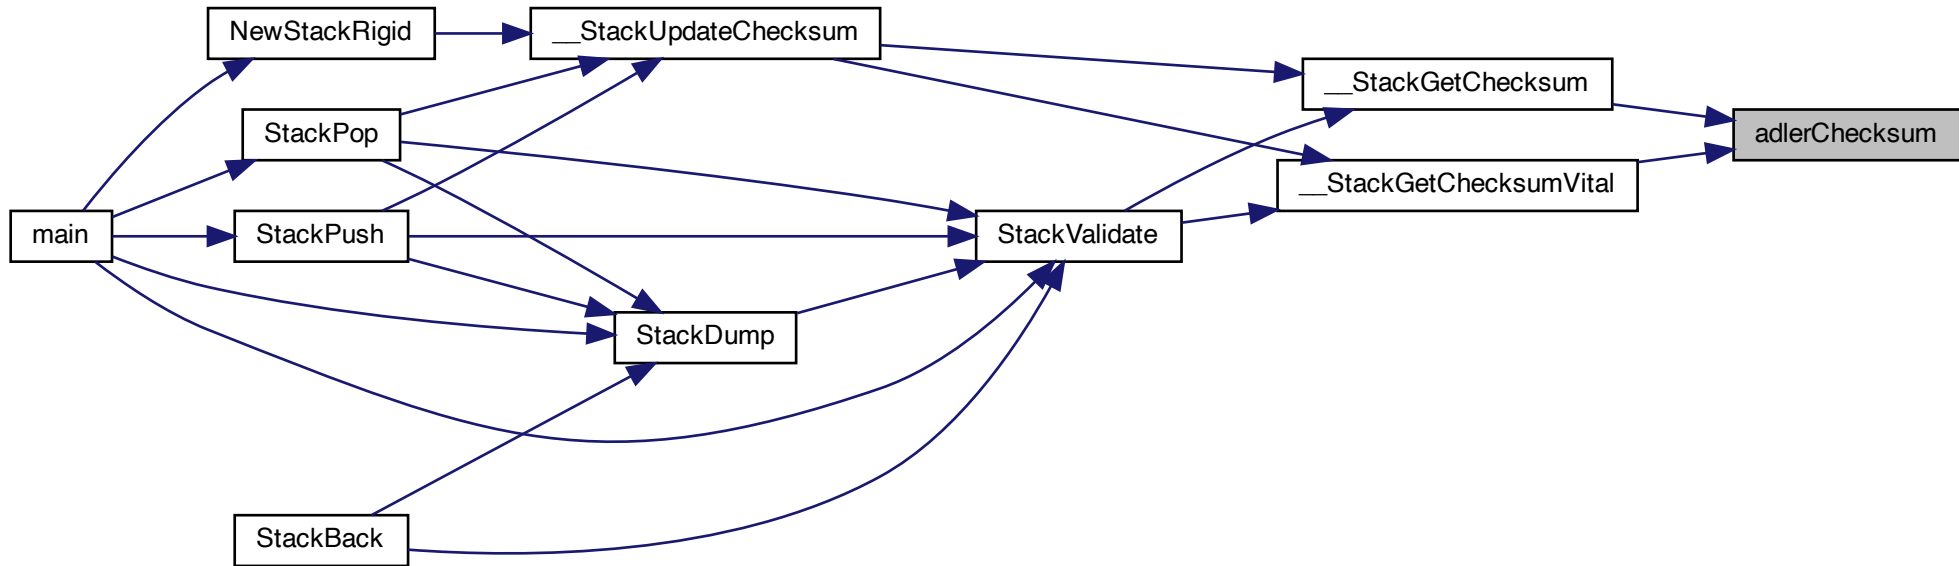 NewStackRigid
__StackUpdateChecksum
__StackGetChecksum
adlerChecksum
StackPop
__StackGetChecksumVital
main
StackPush
StackValidate
StackDump
StackBack